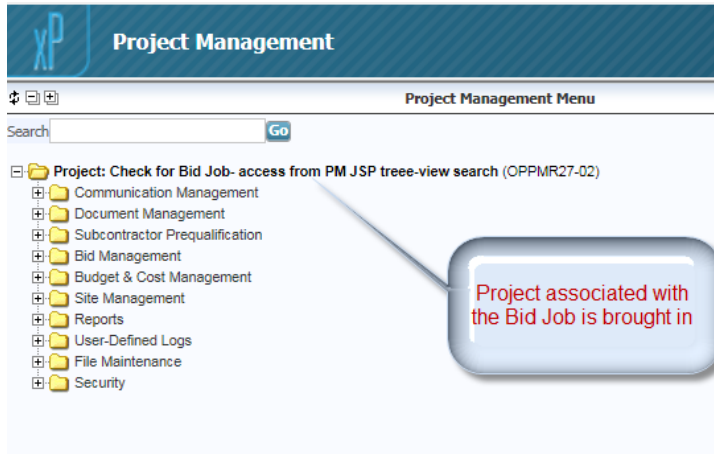 xP
Project Management
Project Management Menu
Search Go
Project: Check for Bid Job- access from PM JSP treee-view search (OPPMR27-02)
Communication Management
Document Management
Subcontractor Prequalification
Bid Management
Budget & Cost Management
Site Management
Reports
User-Defined Logs
File Maintenance
Security
Project associated with
the Bid Job is brought in